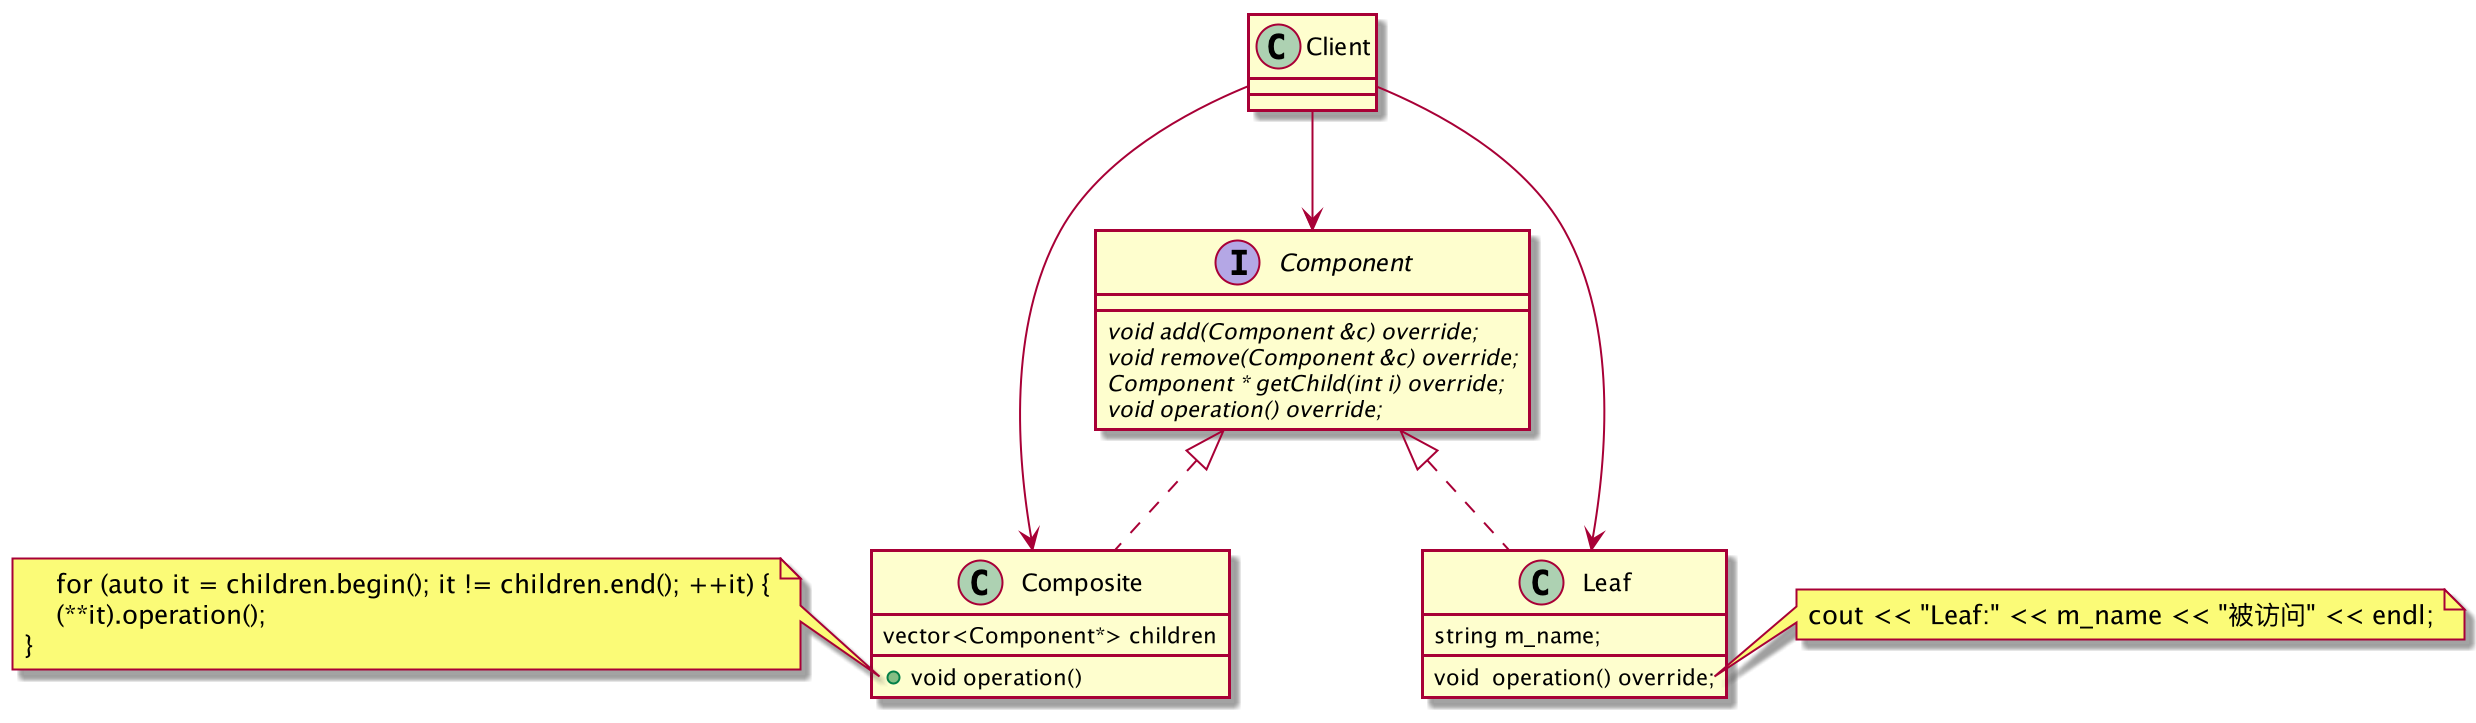 C Client
I Component
void add(Component &c) override;
void remove(Component &c) override;
Component * getChild(int i) override;
void operation() override;
for (auto it = children.begin(); it != children.end(); ++it) {
(**it).operation();
}
C Composite
vector<Component*> children
void operation()
C Leaf
string m_name;
void  operation() override;
cout << "Leaf:" << m_name << "被访问" << endl;